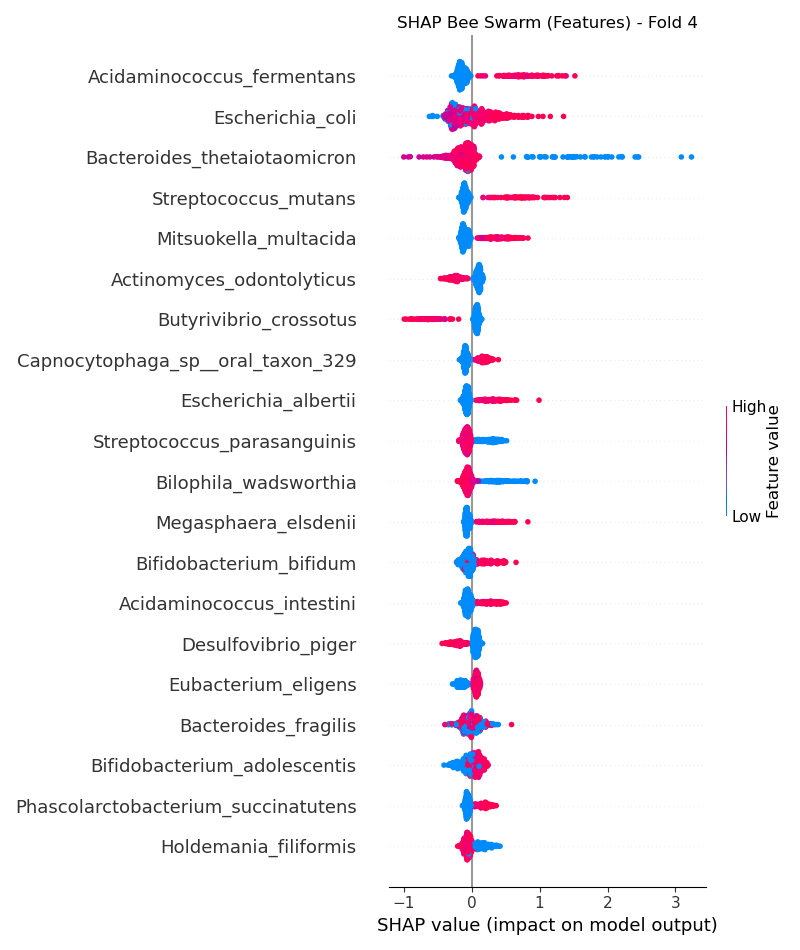 SHAP Bee Swarm (Features) - Fold 4
Acidaminococcus_fermentans
Escherichia_coli
Bacteroides_thetaiotaomicron
Streptococcus_mutans
Mitsuokella_multacida
Actinomyces_odontolyticus
Butyrivibrio_crossotus
Capnocytophaga_sp__oral_taxon_329
Escherichia_albertii
Streptococcus_parasanguinis
Bilophila_wadsworthia
Megasphaera_elsdenii
Bifidobacterium_bifidum
Acidaminococcus_intestini
Desulfovibrio_piger
Eubacterium_eligens
Bacteroides_fragilis
Bifidobacterium_adolescentis
Phascolarctobacterium_succinatutens
Holdemania_filiformis
−1 0 1 2 3
SHAP value (impact on model output)
High
Low
Feature value